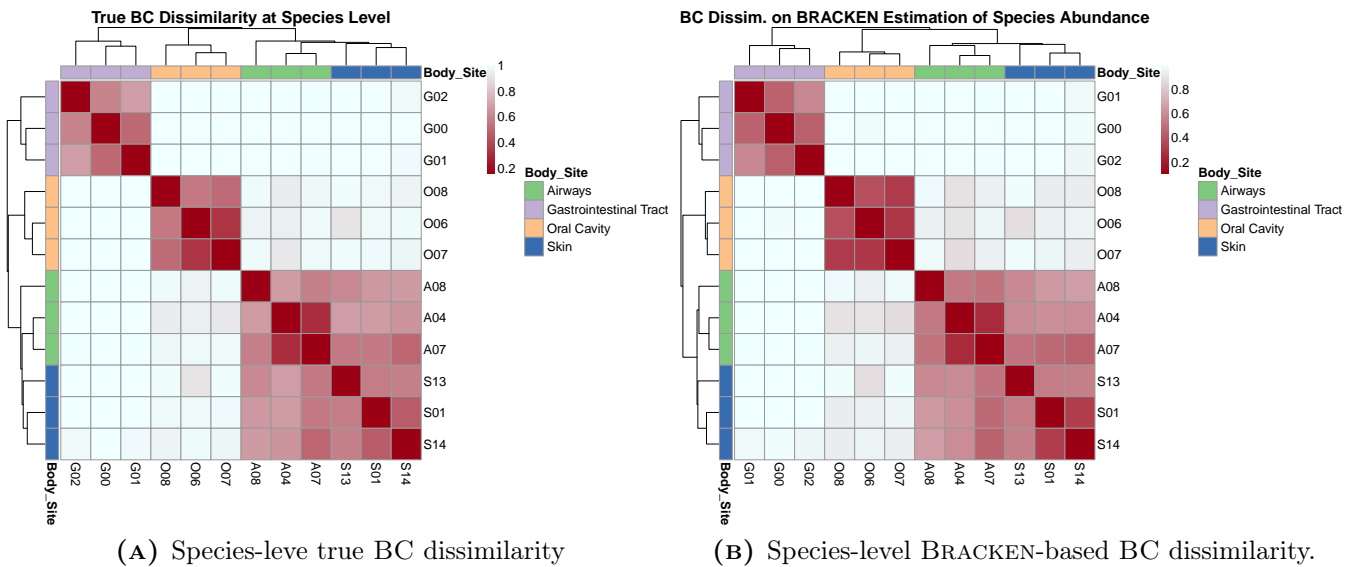 True BC Dissimilarity at Species Level
Body_Site
G02
G00
G01
O08
O06
O07
A08
A04
A07
S13
S01
S14
Body_Site
G02
G00
G01
O08
O06
O07
A08
A04
A07
S13
S01
S14
1
0.8
0.6
0.4
0.2
Body_Site
Airways
Gastrointestinal Tract
Oral Cavity
Skin
(A) Species-leve true BC dissimilarity
BC Dissim. on BRACKEN Estimation of Species Abundance
Body_Site
G01
G00
G02
O08
O06
O07
A08
A04
A07
S13
S01
S14
Body_Site
G01
G00
G02
O08
O06
O07
A08
A04
A07
S13
S01
S14
0.8
0.6
0.4
0.2
Body_Site
Airways
Gastrointestinal Tract
Oral Cavity
Skin
(B) Species-level BRACKEN-based BC dissimilarity.